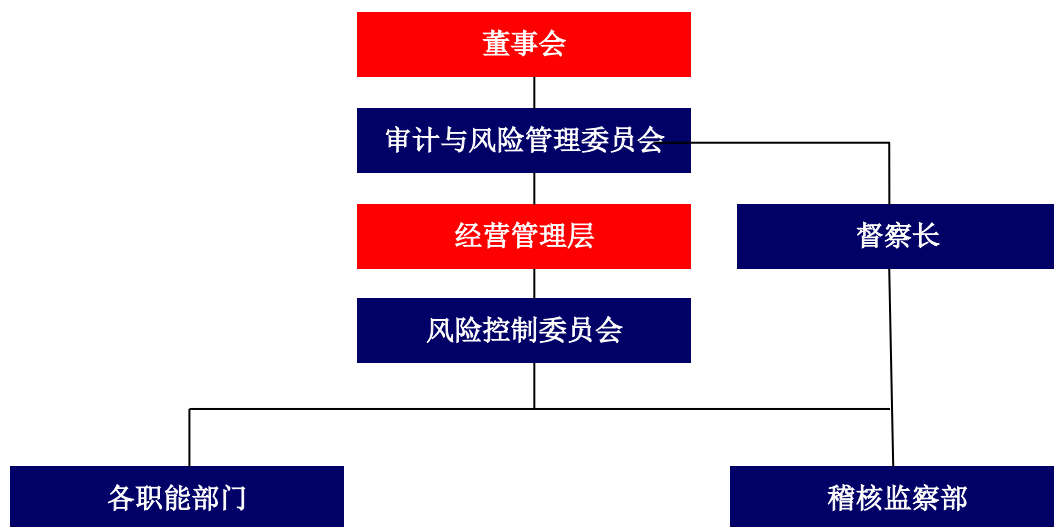 董事会
审计与风险管理委员会
经营管理层
督察长
风险控制委员会
各职能部门
稽核监察部